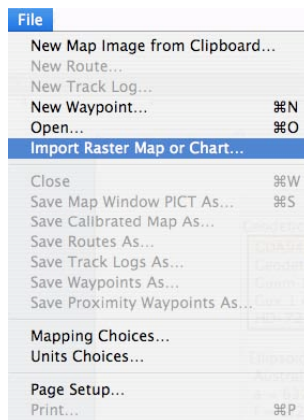 File
New Map Image from Clipboard...
New Route...
New Track Log...
New Waypoint... ⌘N
Open... ⌘O
Import Raster Map or Chart...
Close ⌘W
Save Map Window PICT As... ⌘S
Save Calibrated Map As...
Save Routes As...
Save Track Logs As...
Save Waypoints As...
Save Proximity Waypoints As...
Mapping Choices...
Units Choices...
Page Setup...
Print... ⌘P